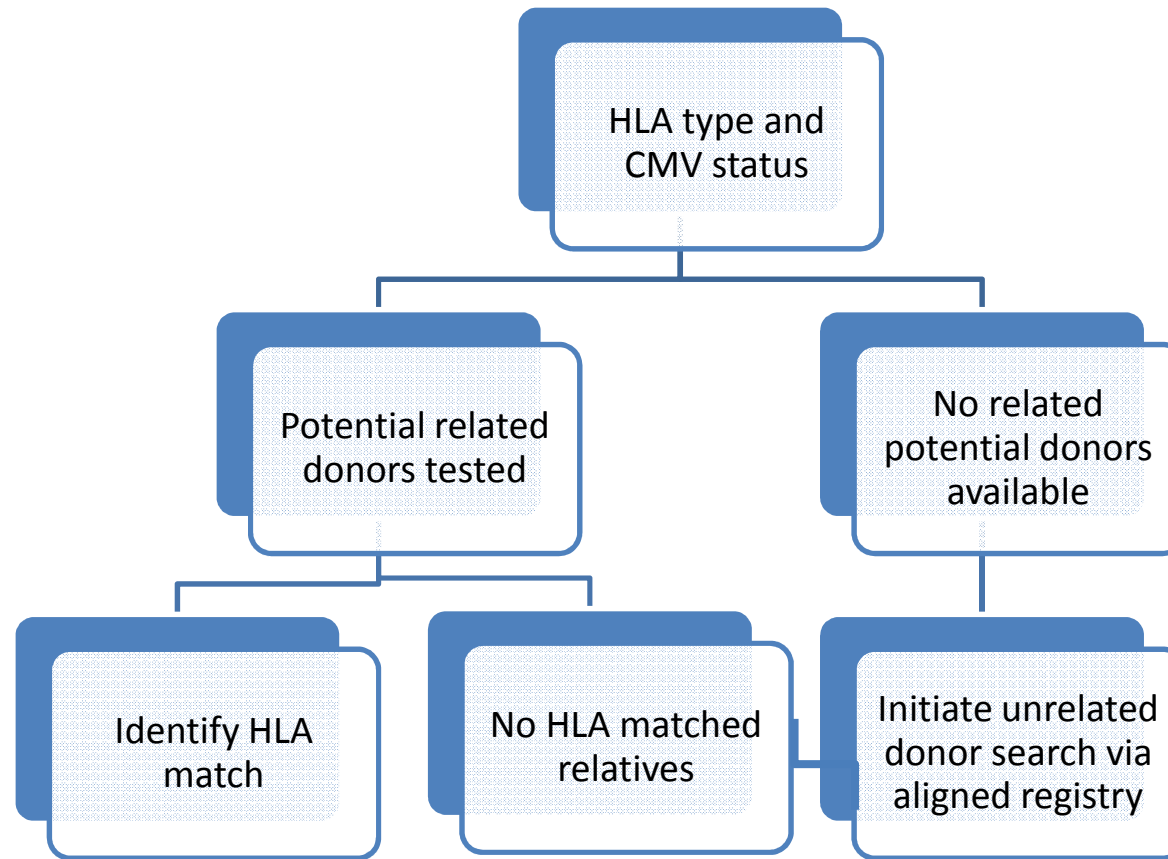 HLA type and
CMV status
Potential related
donors tested
No related
potential donors
available
Identify HLA
match
No HLA matched
relatives
Initiate unrelated
donor search via
aligned registry